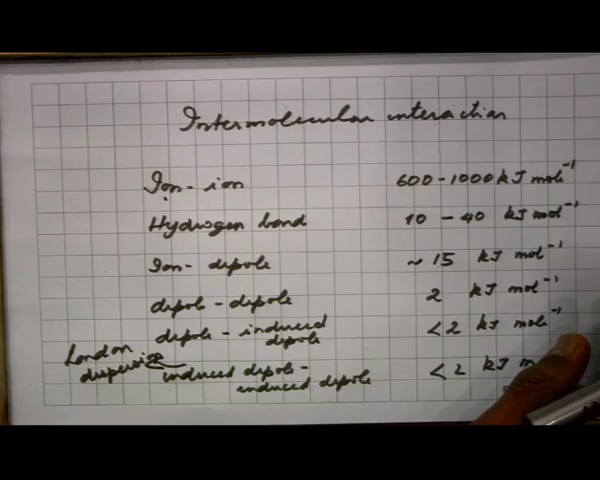 Intermolecular interaction
Ion - ion 600 - 1000 kJ mol⁻¹
Hydrogen bond 10 - 40 kJ mol⁻¹
Ion - dipole ~ 15 kJ mol⁻¹
dipole - dipole 2 kJ mol⁻¹
dipole - induced dipole < 2 kJ mol⁻¹
London dispersion
induced dipole - induced dipole < 2 kJ m